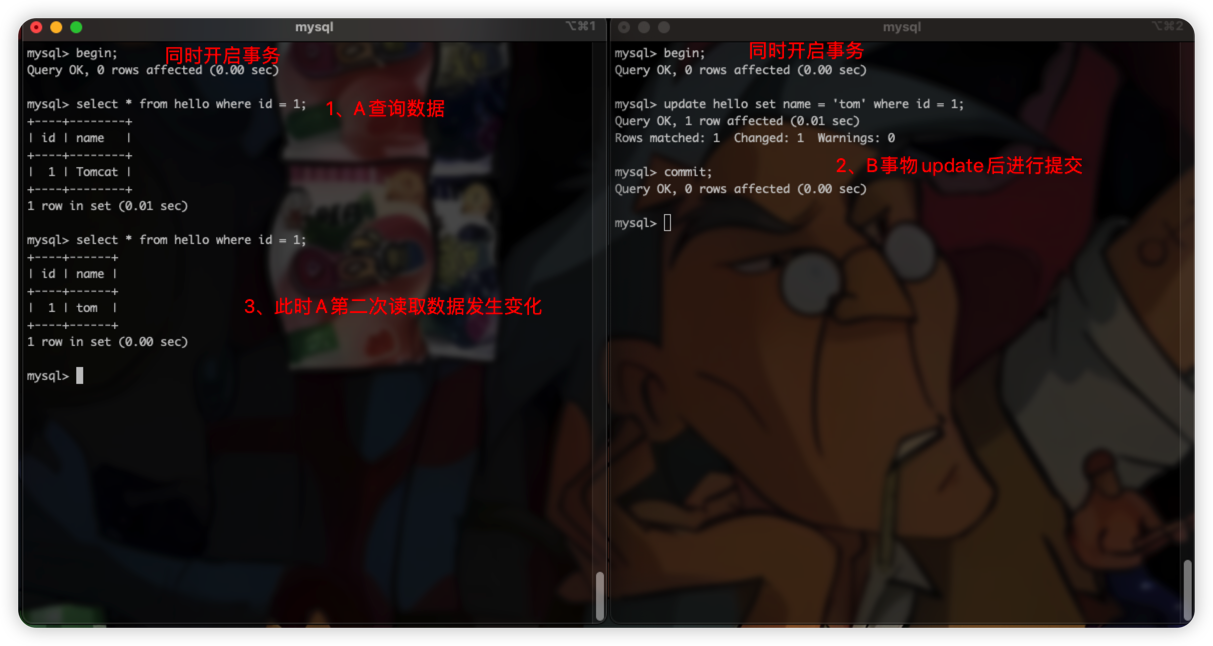 mysql ⌥⌘1
mysql> begin;
同时开启事务
Query OK, 0 rows affected (0.00 sec)
mysql> select * from hello where id = 1;
1、A查询数据
+----+--------+
| id | name   |
+----+--------+
|  1 | Tomcat |
+----+--------+
1 row in set (0.01 sec)
mysql> select * from hello where id = 1;
+----+------+
| id | name |
+----+------+
|  1 | tom  |
+----+------+
3、此时A第二次读取数据发生变化
1 row in set (0.00 sec)
mysql>
mysql ⌥⌘2
mysql> begin;
同时开启事务
Query OK, 0 rows affected (0.00 sec)
mysql> update hello set name = 'tom' where id = 1;
Query OK, 1 row affected (0.01 sec)
Rows matched: 1  Changed: 1  Warnings: 0
2、B事物update后进行提交
mysql> commit;
Query OK, 0 rows affected (0.00 sec)
mysql>